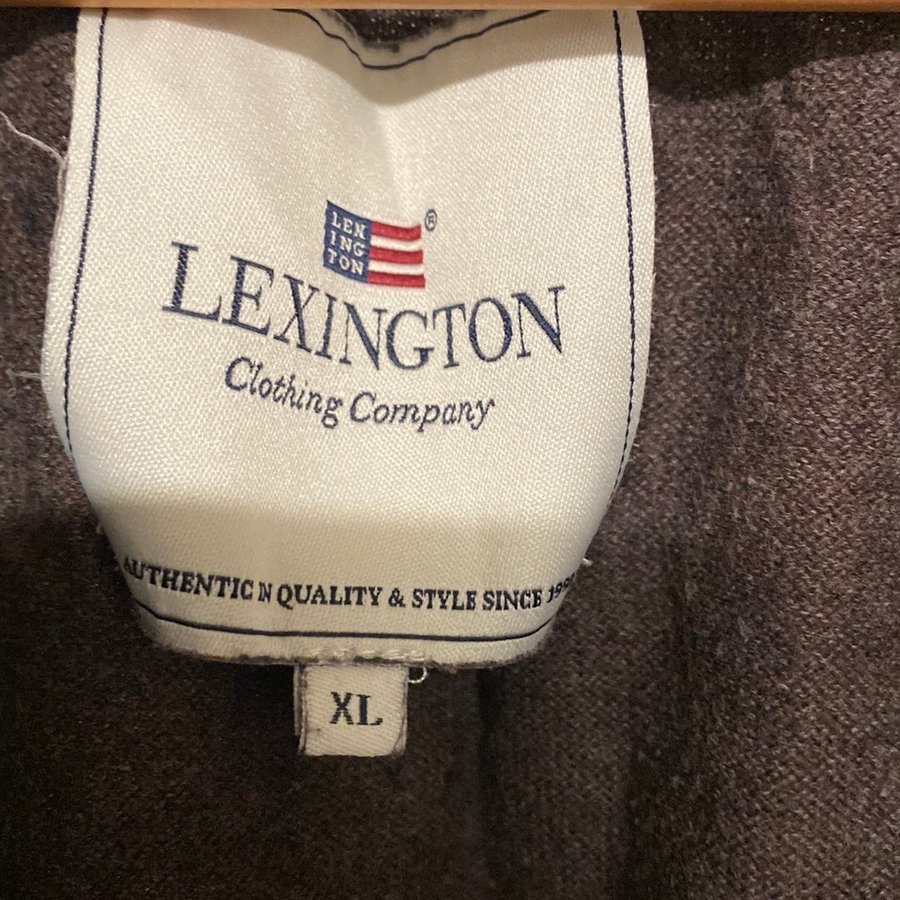 LEX
ING
TON
®
LEXINGTON
Clothing Company
AUTHENTIC IN QUALITY & STYLE SINCE
XL